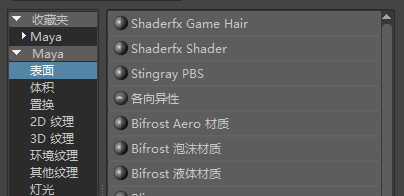 收藏夹
Maya
Maya
表面
体积
置换
2D 纹理
3D 纹理
环境纹理
其他纹理
灯光
Shaderfx Game Hair
Shaderfx Shader
Stingray PBS
各向异性
Bifrost Aero 材质
Bifrost 泡沫材质
Bifrost 液体材质